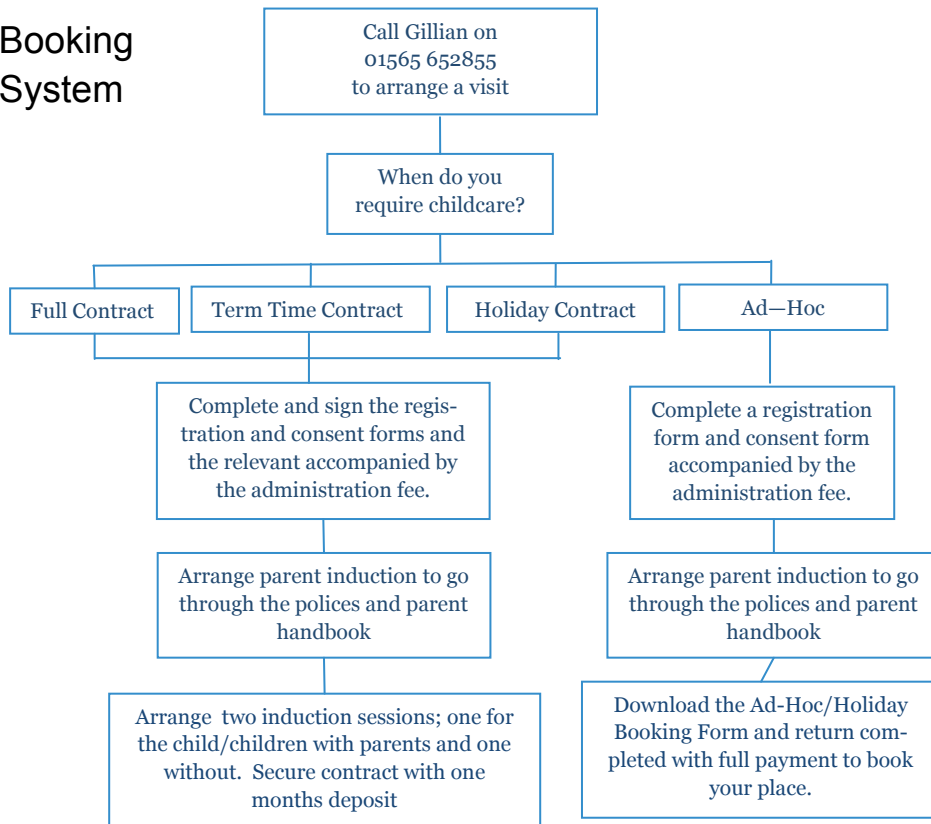 Booking
System
Call Gillian on
01565 652855
to arrange a visit
When do you
require childcare?
Full Contract
Term Time Contract
Holiday Contract
Ad—Hoc
Complete and sign the regis-
tration and consent forms and
the relevant accompanied by
the administration fee.
Complete a registration
form and consent form
accompanied by the
administration fee.
Arrange parent induction to go
through the polices and parent
handbook
Arrange parent induction to go
through the polices and parent
handbook
Arrange two induction sessions; one for
the child/children with parents and one
without. Secure contract with one
months deposit
Download the Ad-Hoc/Holiday
Booking Form and return com-
pleted with full payment to book
your place.